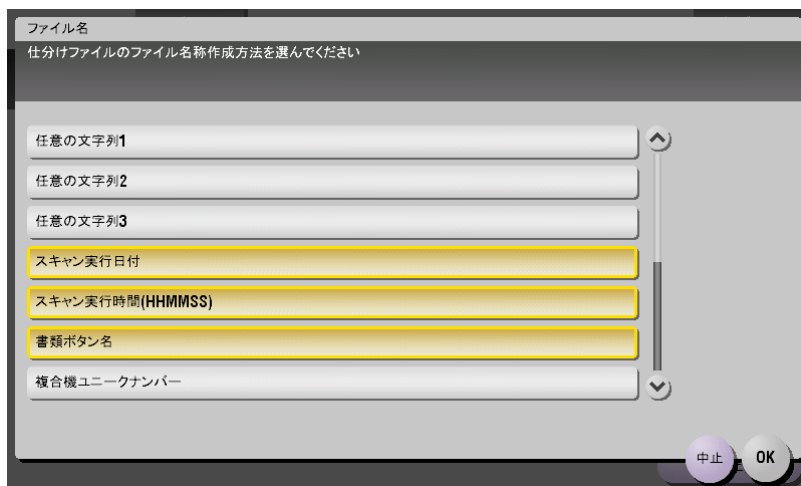 ファイル名
仕分けファイルのファイル名称作成方法を選んでください
任意の文字列1
任意の文字列2
任意の文字列3
スキャン実行日付
スキャン実行時間(HHMMSS)
書類ボタン名
複合機ユニークナンバー
中止
OK